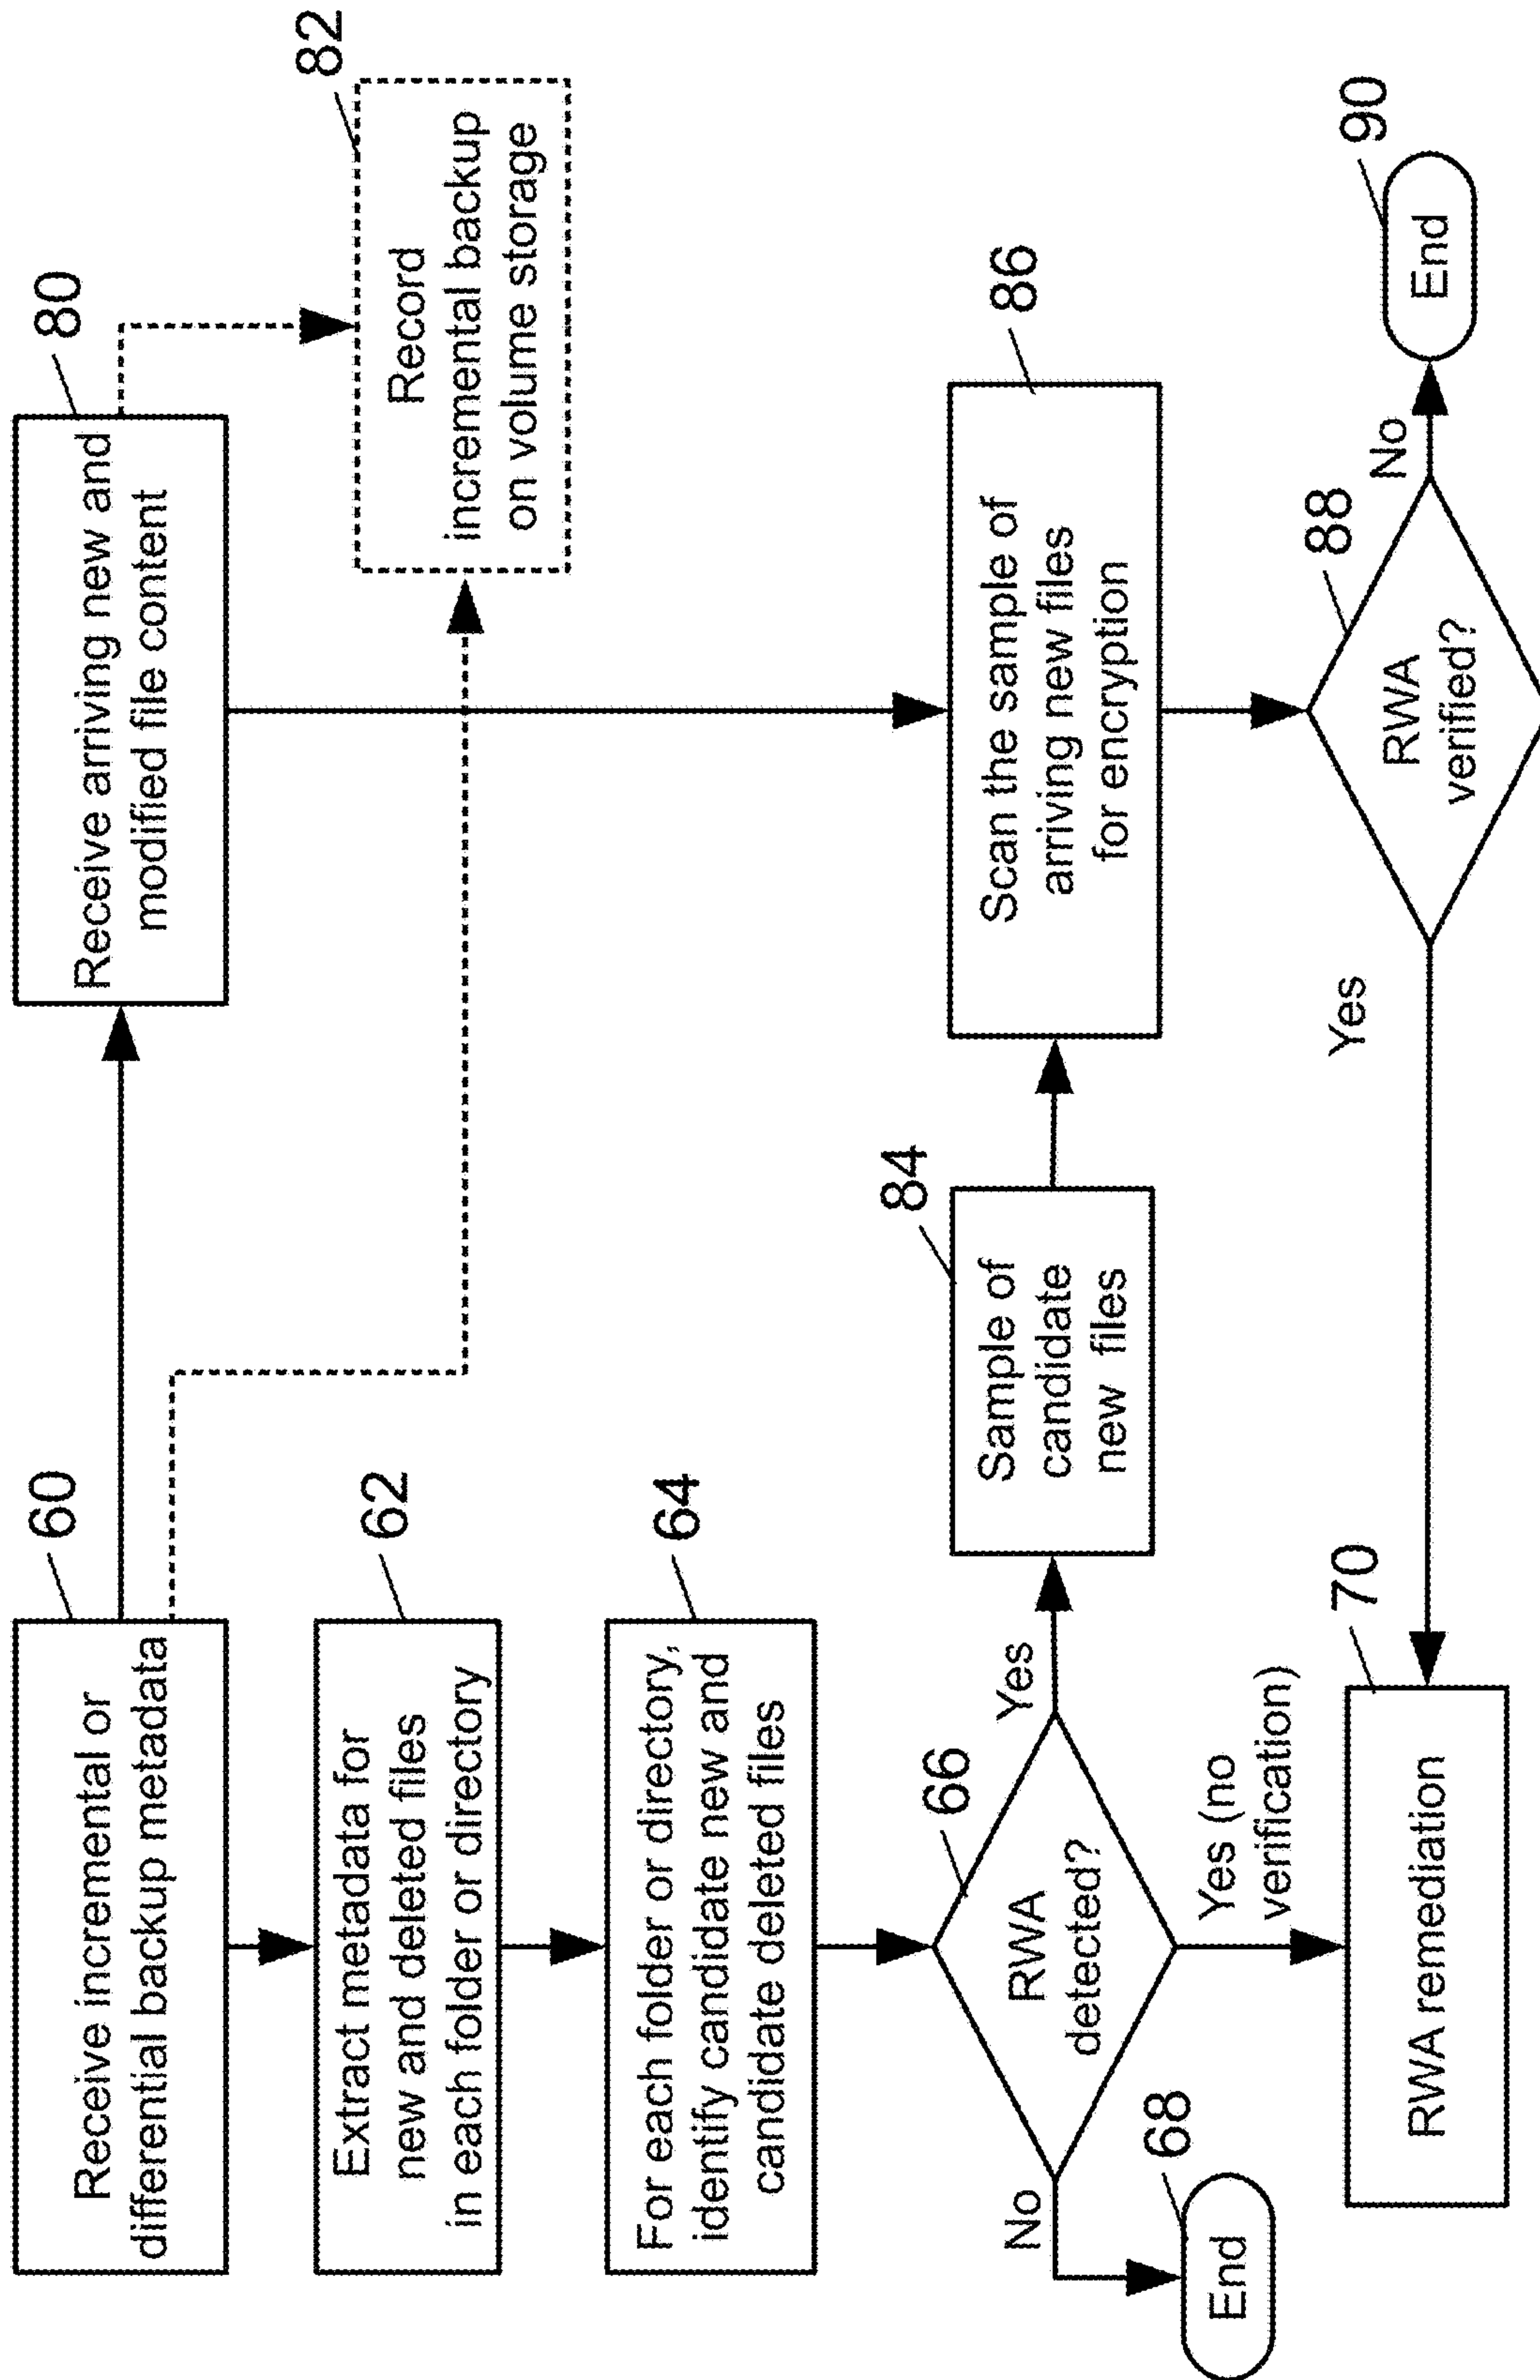 60
Receive incremental or
differential backup metadata
62
Extract metadata for
new and deleted files
in each folder or directory
64
For each folder or directory,
identify candidate new and
candidate deleted files
66
RWA
detected?
No
68
End
Yes
Yes (no
verification)
70
RWA remediation
80
Receive arriving new and
modified file content
82
Record
incremental backup
on volume storage
84
Sample of
candidate
new files
86
Scan the sample of
arriving new files
for encryption
88
RWA
verified?
Yes
No
90
End